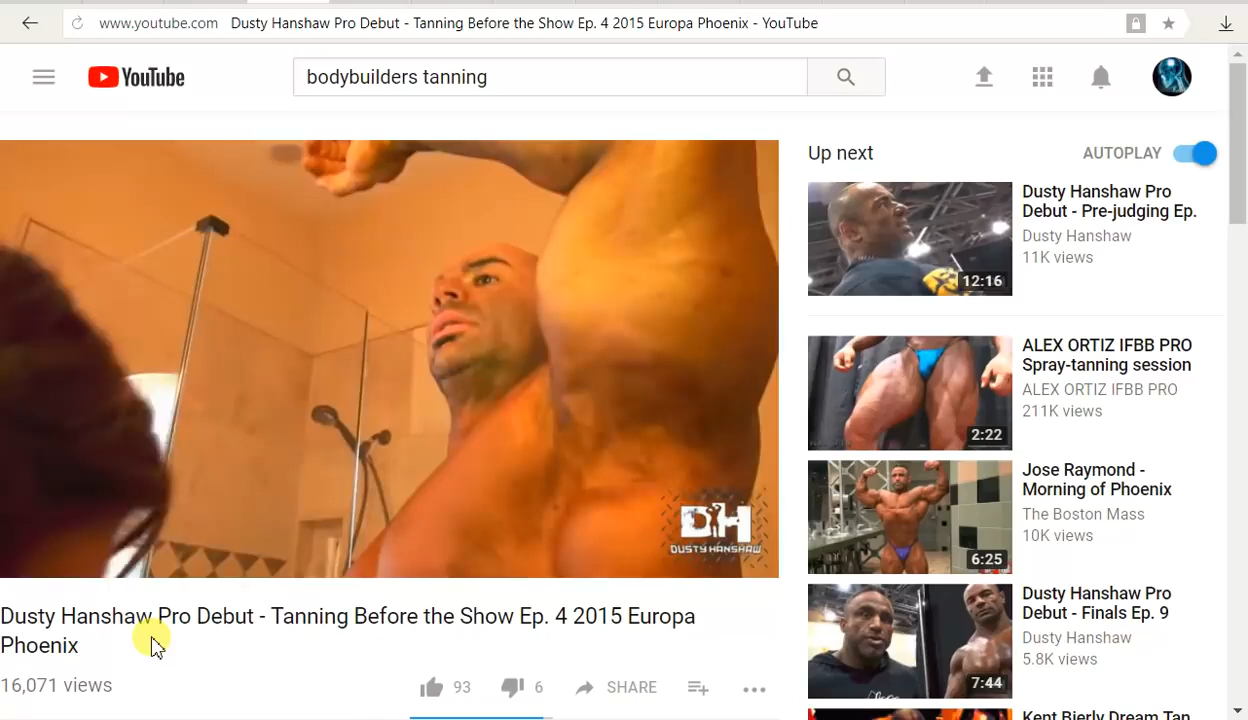 www.youtube.com Dusty Hanshaw Pro Debut - Tanning Before the Show Ep. 4 2015 Europa Phoenix - YouTube
YouTube
bodybuilders tanning
DH
DUSTY HANSHAW
Dusty Hanshaw Pro Debut - Tanning Before the Show Ep. 4 2015 Europa
Phoenix
16,071 views
93
6
SHARE
Up next
AUTOPLAY
12:16
Dusty Hanshaw Pro
Debut - Pre-judging Ep.
Dusty Hanshaw
11K views
2:22
ALEX ORTIZ IFBB PRO
Spray-tanning session
ALEX ORTIZ IFBB PRO
211K views
6:25
Jose Raymond -
Morning of Phoenix
The Boston Mass
10K views
7:44
Dusty Hanshaw Pro
Debut - Finals Ep. 9
Dusty Hanshaw
5.8K views
Kent Bierly Dream Tan